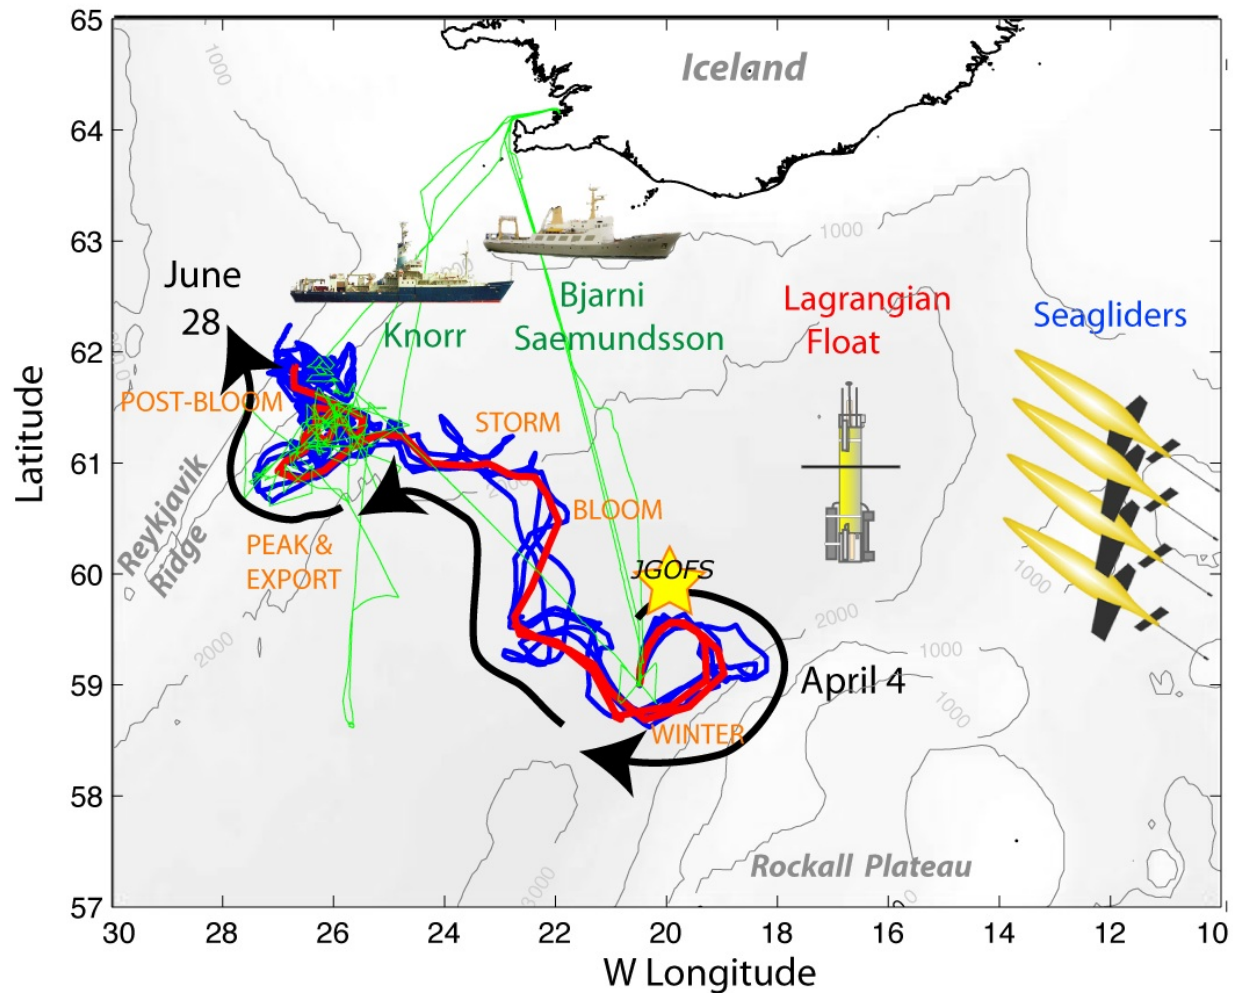 65
64
63
62
61
60
59
58
57
Latitude
30
28
26
24
22
20
18
16
14
12
10
W Longitude
1000
Iceland
1000
June
28
Knorr
Bjarni
Saemundsson
Lagrangian
Float
Seagliders
POST-BLOOM
STORM
BLOOM
Reykjavik
Ridge
PEAK &
EXPORT
JGOFS
1000
2000
2000
1000
April 4
1000
WINTER
3000
Rockall Plateau